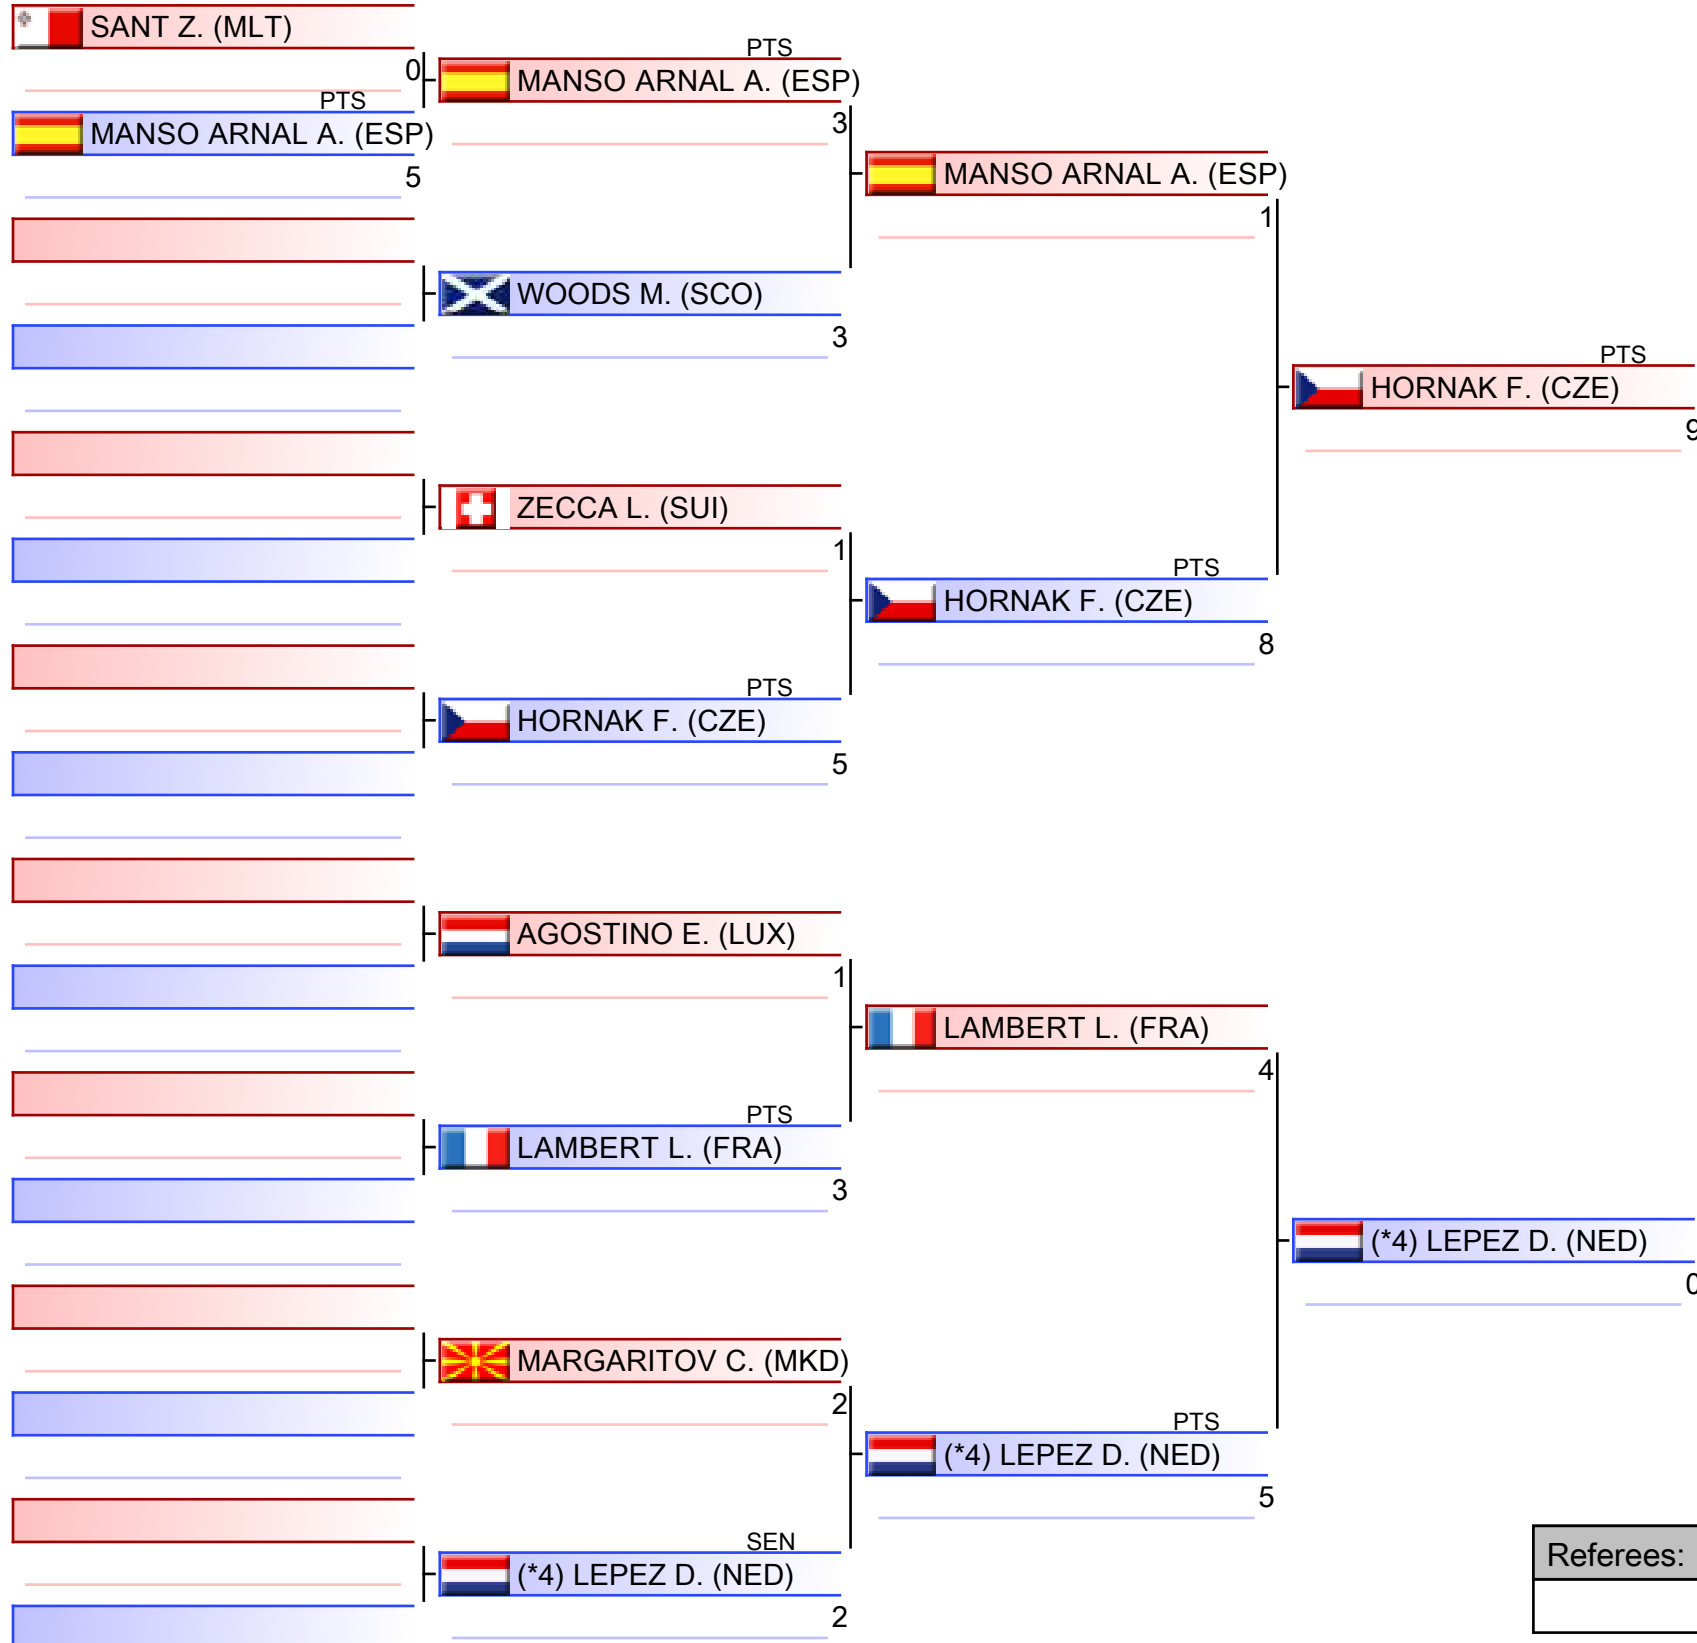 SANT Z. (MLT)
0
PTS
MANSO ARNAL A. (ESP)
5
PTS
MANSO ARNAL A. (ESP)
3
WOODS M. (SCO)
3
ZECCA L. (SUI)
1
PTS
HORNAK F. (CZE)
5
AGOSTINO E. (LUX)
1
PTS
LAMBERT L. (FRA)
3
MARGARITOV C. (MKD)
2
SEN
(*4) LEPEZ D. (NED)
2
MANSO ARNAL A. (ESP)
1
PTS
HORNAK F. (CZE)
8
LAMBERT L. (FRA)
4
PTS
(*4) LEPEZ D. (NED)
5
PTS
HORNAK F. (CZE)
9
(*4) LEPEZ D. (NED)
0
Referees: